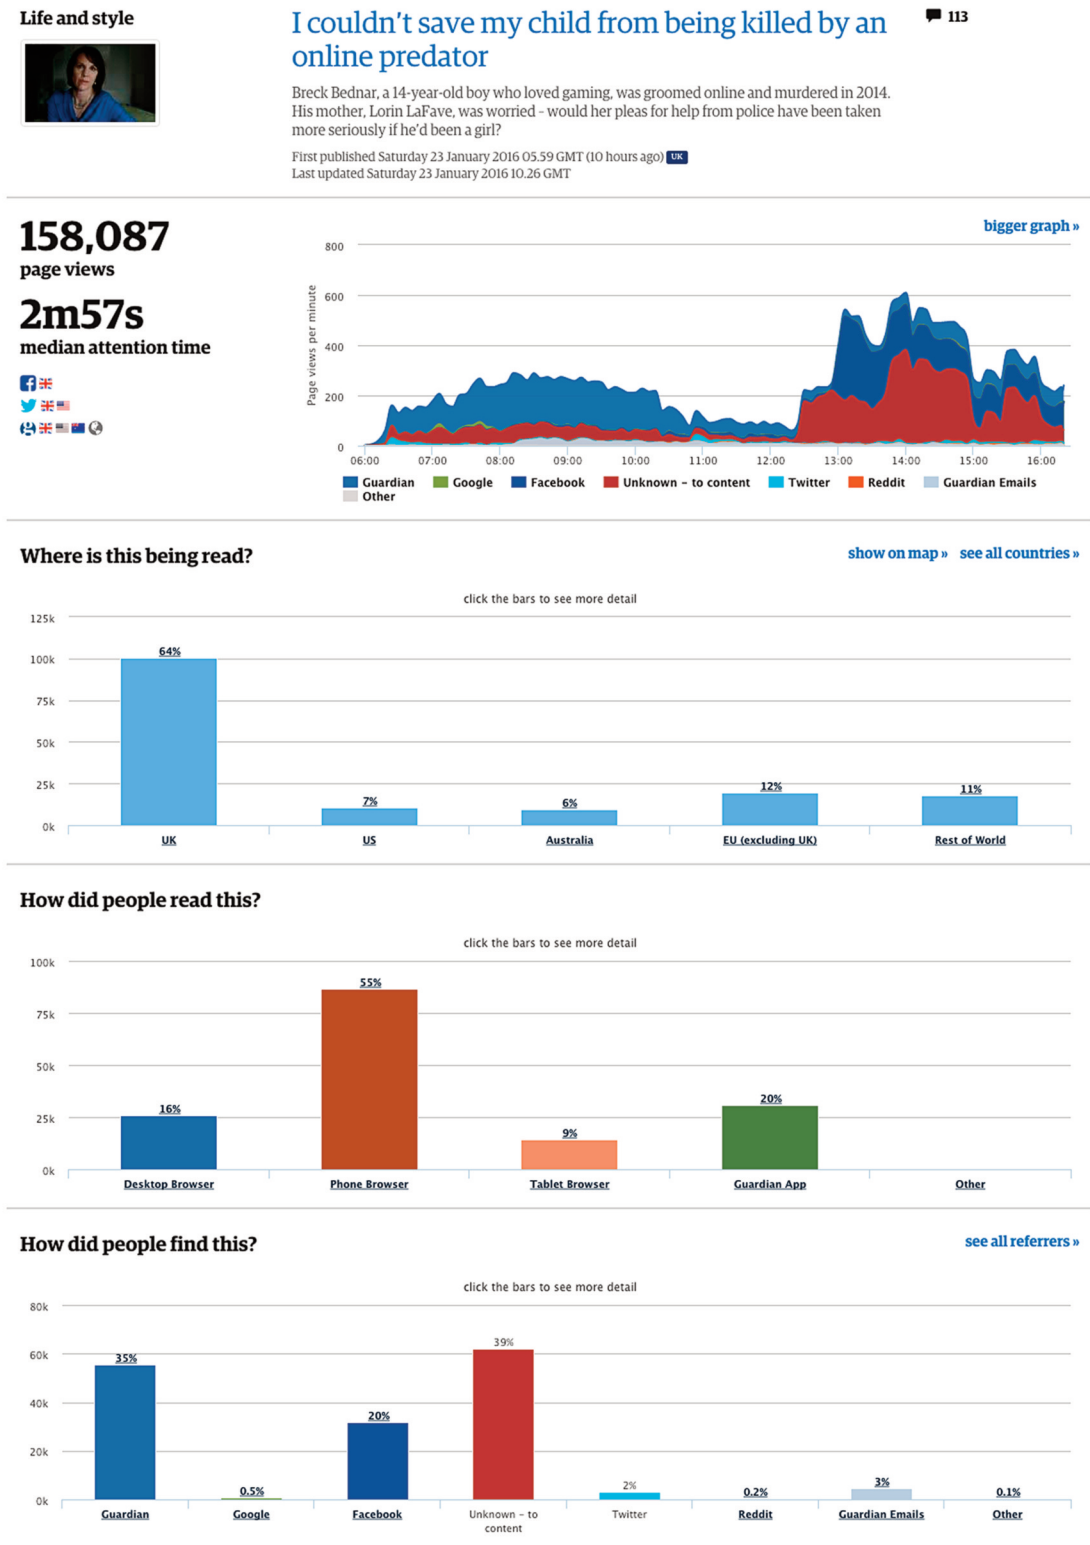 Life and style
I couldn't save my child from being killed by an
online predator
113
Breck Bednar, a 14-year-old boy who loved gaming, was groomed online and murdered in 2014.
His mother, Lorin LaFave, was worried - would her pleas for help from police have been taken
more seriously if he'd been a girl?
First published Saturday 23 January 2016 05.59 GMT (10 hours ago) UK
Last updated Saturday 23 January 2016 10.26 GMT
158,087
page views
2m57s
median attention time
bigger graph »
Page views per minute
800
600
400
200
0
06:00 07:00 08:00 09:00 10:00 11:00 12:00 13:00 14:00 15:00 16:00
Guardian Google Facebook Unknown - to content Twitter Reddit Guardian Emails
Other
Where is this being read?
show on map » see all countries »
click the bars to see more detail
125k
100k
75k
50k
25k
0k
64% 7% 6% 12% 11%
UK US Australia EU (excluding UK) Rest of World
How did people read this?
click the bars to see more detail
100k
75k
50k
25k
0k
16% 55% 9% 20%
Desktop Browser Phone Browser Tablet Browser Guardian App Other
How did people find this?
see all referrers »
click the bars to see more detail
80k
60k
40k
20k
0k
35% 0.5% 20% 39% 2% 0.2% 3% 0.1%
Guardian Google Facebook Unknown - to Twitter Reddit Guardian Emails Other
content